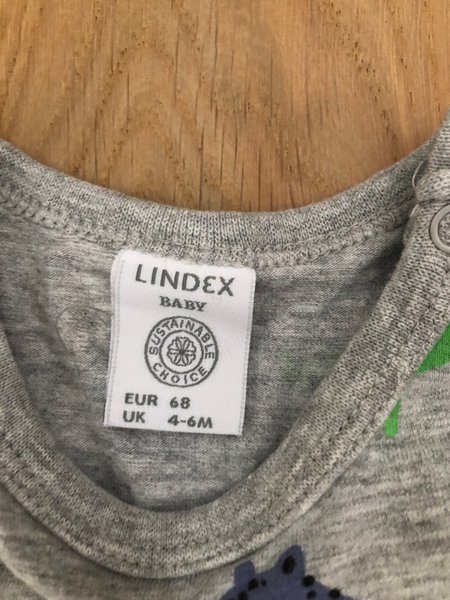 LINDEX
BABY
SUSTAINABLE
CHOICE
EUR 68
UK 4-6M